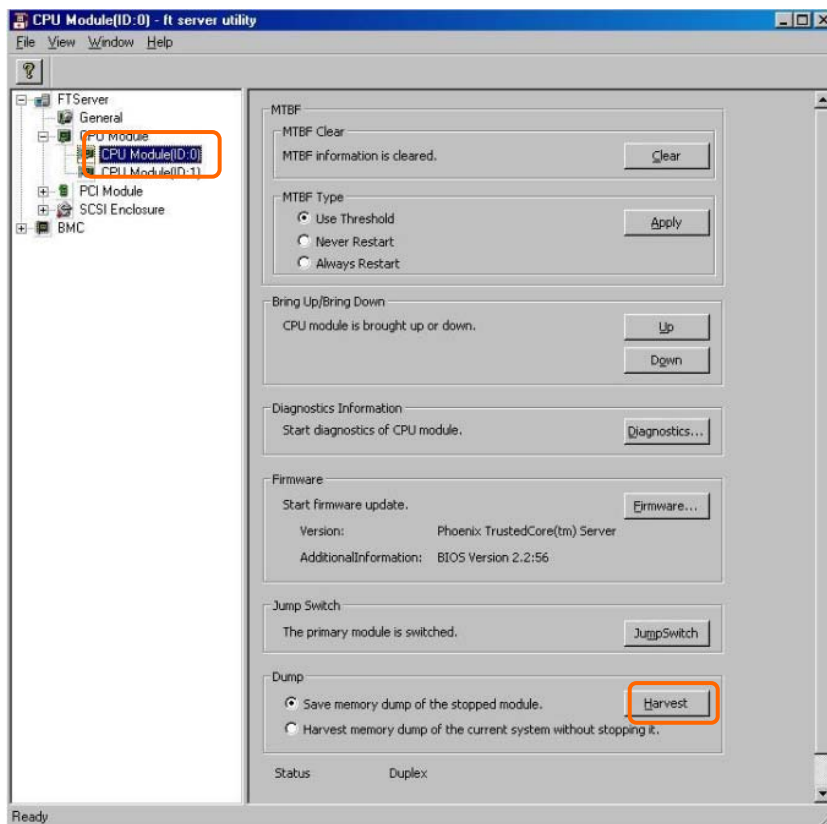 CPU Module(ID:0) - ft server utility
File View Window Help
FTServer
General
CPU Module
CPU Module(ID:0)
CPU Module(ID:1)
PCI Module
SCSI Enclosure
BMC
MTBF
MTBF Clear
MTBF information is cleared.
Clear
MTBF Type
Use Threshold
Never Restart
Always Restart
Apply
Bring Up/Bring Down
CPU module is brought up or down.
Up
Down
Diagnostics Information
Start diagnostics of CPU module.
Diagnostics...
Firmware
Start firmware update.
Firmware...
Version: Phoenix TrustedCore(tm) Server
AdditionalInformation: BIOS Version 2.2:56
Jump Switch
The primary module is switched.
JumpSwitch
Dump
Save memory dump of the stopped module.
Harvest
Harvest memory dump of the current system without stopping it.
Status Duplex
Ready